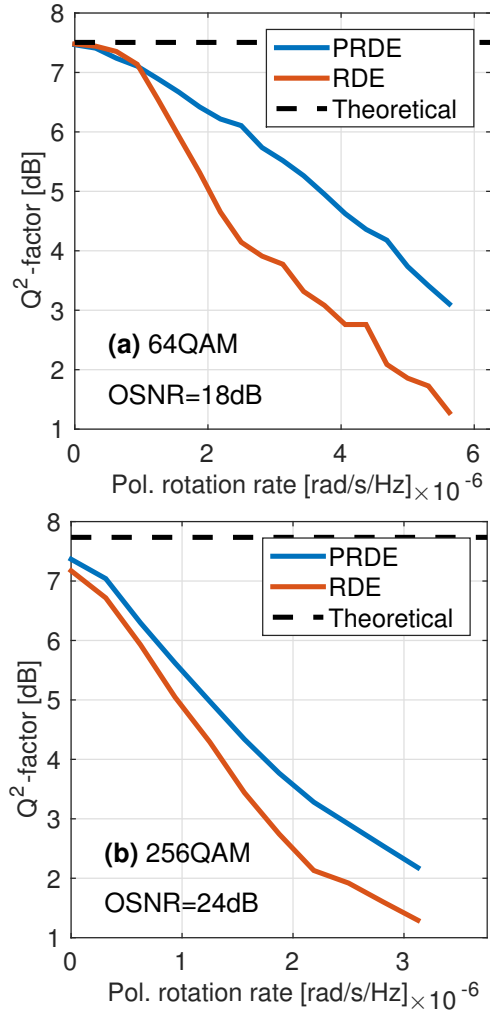 8
7
6
5
4
3
2
1
Q²-factor [dB]
PRDE
RDE
Theoretical
(a) 64QAM
OSNR=18dB
0 2 4 6
Pol. rotation rate [rad/s/Hz] ×10⁻⁶
8
7
6
5
4
3
2
1
Q²-factor [dB]
PRDE
RDE
Theoretical
(b) 256QAM
OSNR=24dB
0 1 2 3
Pol. rotation rate [rad/s/Hz] ×10⁻⁶